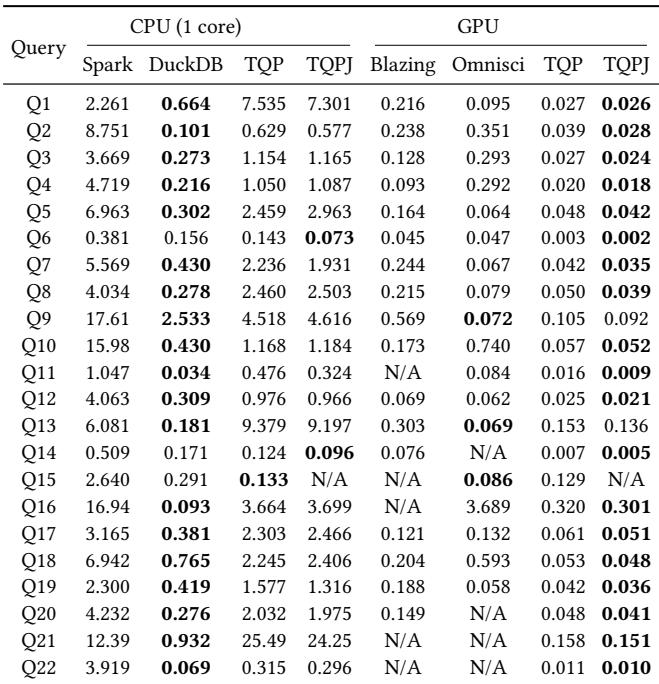 CPU (1 core) GPU
Query
Spark DuckDB TQP TQPJ Blazing Omnisci TQP TQPJ
Q1 2.261 0.664 7.535 7.301 0.216 0.095 0.027 0.026
Q2 8.751 0.101 0.629 0.577 0.238 0.351 0.039 0.028
Q3 3.669 0.273 1.154 1.165 0.128 0.293 0.027 0.024
Q4 4.719 0.216 1.050 1.087 0.093 0.292 0.020 0.018
Q5 6.963 0.302 2.459 2.963 0.164 0.064 0.048 0.042
Q6 0.381 0.156 0.143 0.073 0.045 0.047 0.003 0.002
Q7 5.569 0.430 2.236 1.931 0.244 0.067 0.042 0.035
Q8 4.034 0.278 2.460 2.503 0.215 0.079 0.050 0.039
Q9 17.61 2.533 4.518 4.616 0.569 0.072 0.105 0.092
Q10 15.98 0.430 1.168 1.184 0.173 0.740 0.057 0.052
Q11 1.047 0.034 0.476 0.324 N/A 0.084 0.016 0.009
Q12 4.063 0.309 0.976 0.966 0.069 0.062 0.025 0.021
Q13 6.081 0.181 9.379 9.197 0.303 0.069 0.153 0.136
Q14 0.509 0.171 0.124 0.096 0.076 N/A 0.007 0.005
Q15 2.640 0.291 0.133 N/A N/A 0.086 0.129 N/A
Q16 16.94 0.093 3.664 3.699 N/A 3.689 0.320 0.301
Q17 3.165 0.381 2.303 2.466 0.121 0.132 0.061 0.051
Q18 6.942 0.765 2.245 2.406 0.204 0.593 0.053 0.048
Q19 2.300 0.419 1.577 1.316 0.188 0.058 0.042 0.036
Q20 4.232 0.276 2.032 1.975 0.149 N/A 0.048 0.041
Q21 12.39 0.932 25.49 24.25 N/A N/A 0.158 0.151
Q22 3.919 0.069 0.315 0.296 N/A N/A 0.011 0.010